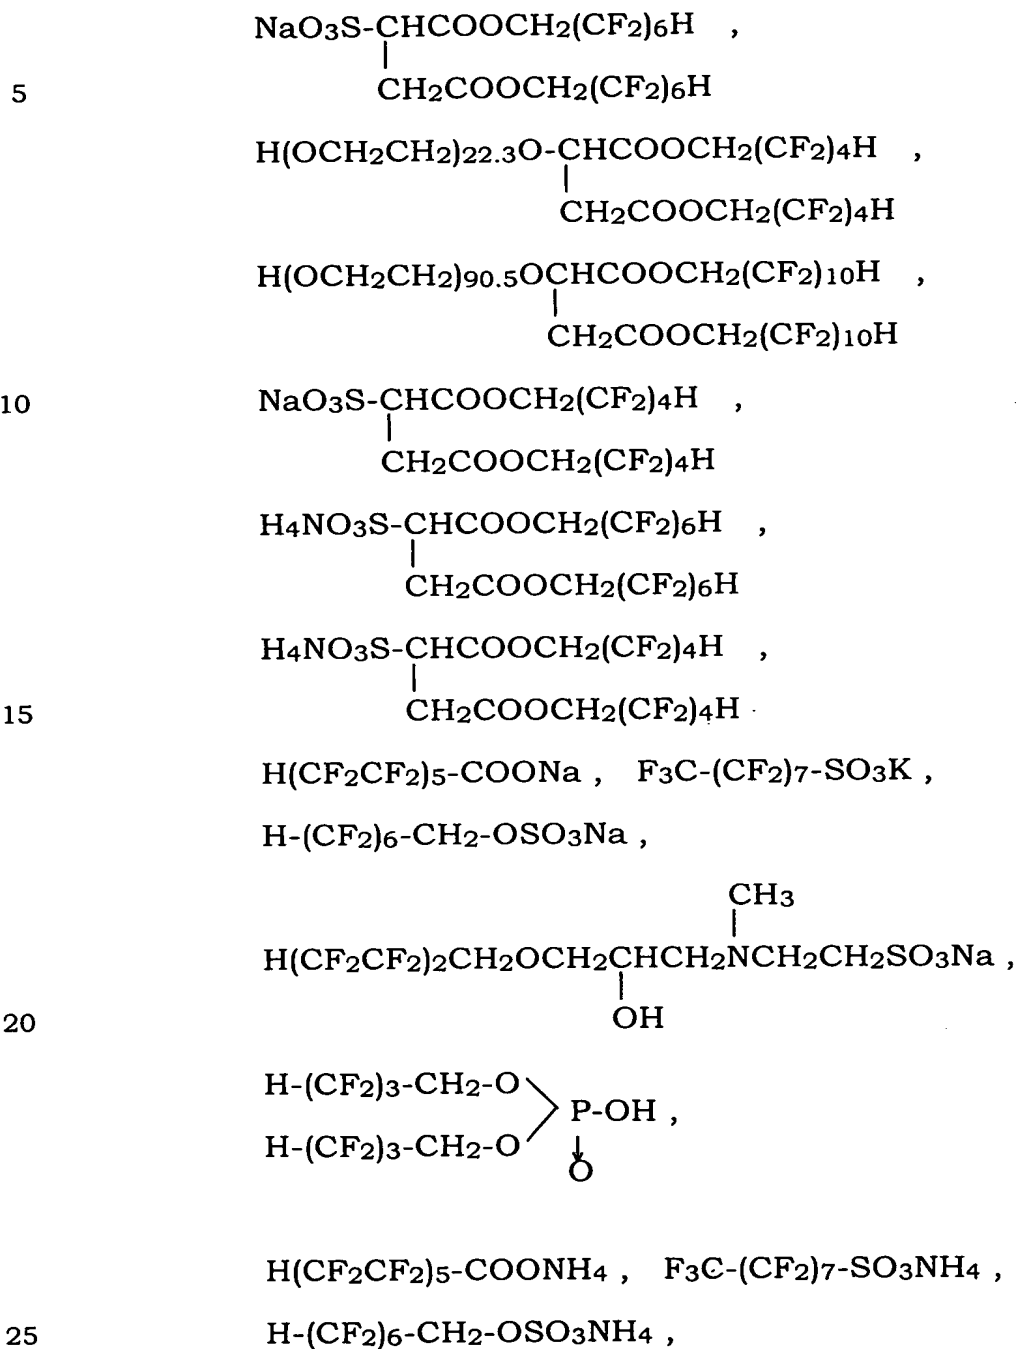 NaO3S-CHCOOCH2(CF2)6H ,
|
5 CH2COOCH2(CF2)6H
H(OCH2CH2)22.3O-CHCOOCH2(CF2)4H ,
|
CH2COOCH2(CF2)4H
H(OCH2CH2)90.5OCHCOOCH2(CF2)10H ,
|
CH2COOCH2(CF2)10H
10 NaO3S-CHCOOCH2(CF2)4H ,
|
CH2COOCH2(CF2)4H
H4NO3S-CHCOOCH2(CF2)6H ,
|
CH2COOCH2(CF2)6H
H4NO3S-CHCOOCH2(CF2)4H ,
|
15 CH2COOCH2(CF2)4H
H(CF2CF2)5-COONa , F3C-(CF2)7-SO3K ,
H-(CF2)6-CH2-OSO3Na ,
CH3
|
H(CF2CF2)2CH2OCH2CHCH2NCH2CH2SO3Na ,
|
20 OH
H-(CF2)3-CH2-O
P-OH ,
H-(CF2)3-CH2-O
O
H(CF2CF2)5-COONH4 , F3C-(CF2)7-SO3NH4 ,
25 H-(CF2)6-CH2-OSO3NH4 ,